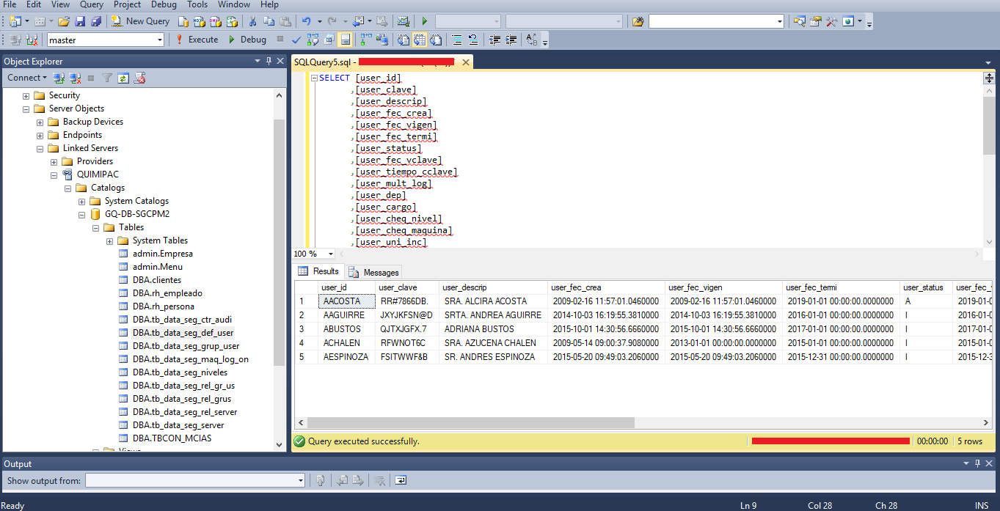 File Edit View Query Project Debug Tools Window Help
New Query
master Execute Debug
Object Explorer
Connect
Security
Server Objects
Backup Devices
Endpoints
Linked Servers
Providers
QUIMIPAC
Catalogs
System Catalogs
GQ-DB-SGCPM2
Tables
System Tables
admin.Empresa
admin.Menu
DBA.clientes
DBA.rh_empleado
DBA.rh_persona
DBA.tb_data_seg_ctr_audi
DBA.tb_data_seg_def_user
DBA.tb_data_seg_grup_user
DBA.tb_data_seg_maq_log_on
DBA.tb_data_seg_niveles
DBA.tb_data_seg_rel_gr_us
DBA.tb_data_seg_rel_grus
DBA.tb_data_seg_rel_server
DBA.tb_data_seg_server
DBA.TBCON_MCIAS
Views
SQLQuery5.sql -
SELECT [user_id]
,[user_clave]
,[user_descrip]
,[user_fec_crea]
,[user_fec_vigen]
,[user_fec_termi]
,[user_status]
,[user_fec_vclave]
,[user_tiempo_cclave]
,[user_mult_log]
,[user_dep]
,[user_cargo]
,[user_cheq_nivel]
,[user_cheq_maquina]
,[user_uni_inc]
100 %
Results Messages
user_id user_clave user_descrip user_fec_crea user_fec_vigen user_fec_termi user_status user_fec_
1 AACOSTA RR#7866DB. SRA. ALCIRA ACOSTA 2009-02-16 11:57:01.0460000 2009-02-16 11:57:01.0460000 2019-01-01 00:00:00.0000000 A 2019-01-0
2 AAGUIRRE JXYJKFSN@D SRTA. ANDREA AGUIRRE 2014-10-03 16:19:55.3810000 2014-10-03 16:19:55.3810000 2016-01-01 00:00:00.0000000 I 2016-01-0
3 ABUSTOS QJTXJGFX.7 ADRIANA BUSTOS 2015-10-01 14:30:56.6660000 2015-10-01 14:30:56.6660000 2017-01-01 00:00:00.0000000 I 2017-01-0
4 ACHALEN RFWNOT6C SRA. AZUCENA CHALEN 2009-05-14 09:00:37.9080000 2013-01-01 00:00:00.0000000 2015-01-01 00:00:00.0000000 I 2015-01-0
5 AESPINOZA FSITWWF&B SR. ANDRES ESPINOZA 2015-05-20 09:49:03.2060000 2015-05-20 09:49:03.2060000 2015-12-31 00:00:00.0000000 I 2015-12-3
Query executed successfully. 00:00:00 5 rows
Output
Show output from:
Ready Ln 9 Col 28 Ch 28 INS